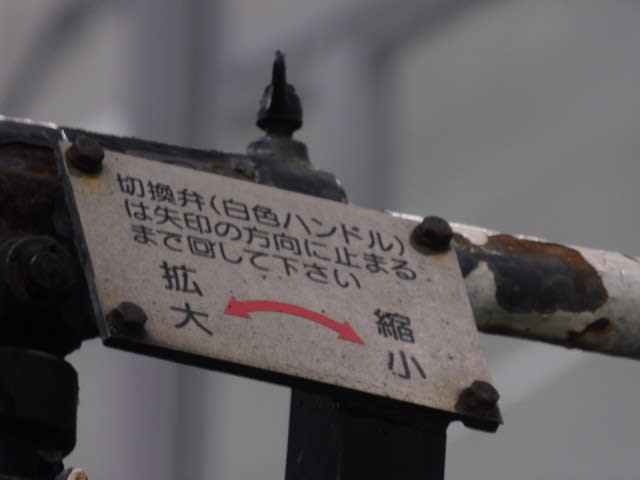 切換弁(白色ハンドル)
は矢印の方向に止まる
まで回して下さい
拡大
縮小